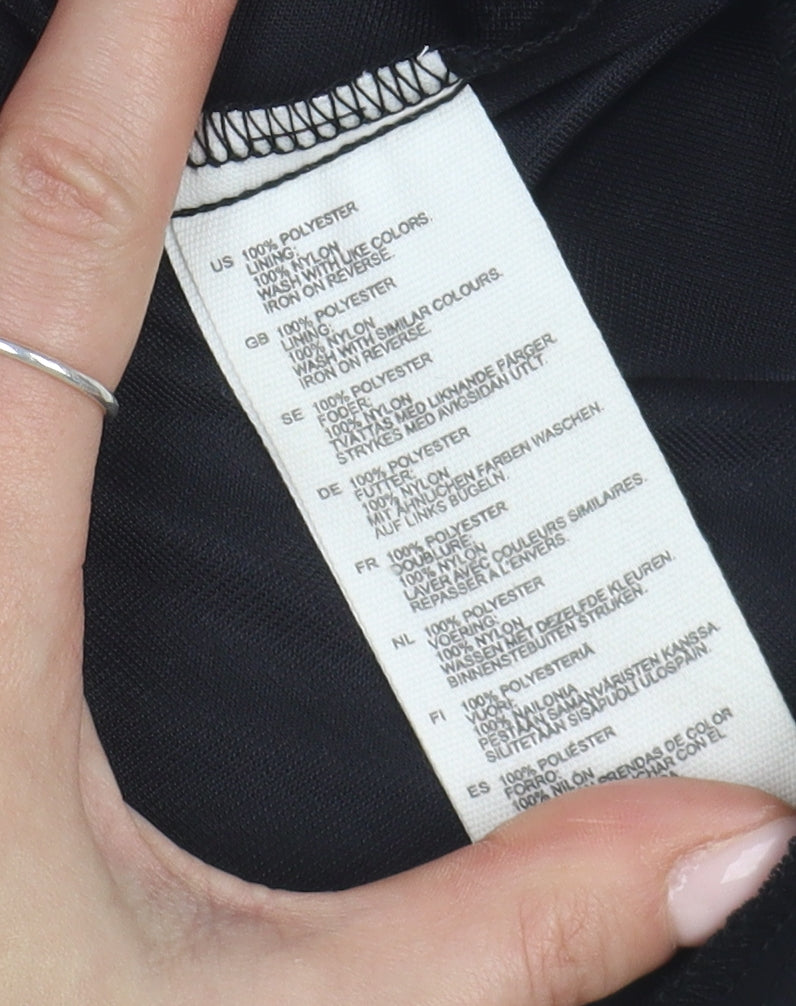 US 100% POLYESTER
LINING:
100% NYLON
WASH WITH LIKE COLORS.
IRON ON REVERSE.
GB 100% POLYESTER
LINING:
100% NYLON
WASH WITH SIMILAR COLOURS.
IRON ON REVERSE.
SE 100% POLYESTER
FODER:
100% NYLON
TVÄTTAS MED LIKNANDE FÄRGER.
STRYKES MED AVIGSIDAN UTÅT.
DE 100% POLYESTER
FUTTER:
100% NYLON
MIT ÄHNLICHEN FARBEN WASCHEN.
AUF LINKS BÜGELN.
FR 100% POLYESTER
DOUBLURE:
100% NYLON
LAVER AVEC COULEURS SIMILAIRES.
REPASSER À L'ENVERS.
NL 100% POLYESTER
VOERING:
100% NYLON
WASSEN MET DEZELFDE KLEUREN.
BINNENSTEBUITEN STRIJKEN.
FI 100% POLYESTERIÄ
VUORI:
100% NAILONIA
PESTÄÄN SAMANVÄRISTEN KANSSA
SILITETÄÄN SISÄPUOLI ULOSPÄIN.
ES 100% POLIÉSTER
FORRO:
100% NILÓN
PRENDAS DE COLOR
CON EL